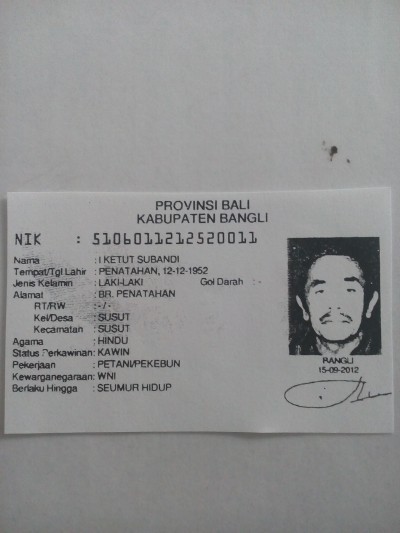 PROVINSI BALI
KABUPATEN BANGLI
NIK : 5106011212520011
Nama : I KETUT SUBANDI
Tempat/Tgl Lahir : PENATAHAN, 12-12-1952
Jenis Kelamin : LAKI-LAKI Gol Darah : -
Alamat : BR. PENATAHAN
RT/RW : -/-
Kel/Desa : SUSUT
Kecamatan : SUSUT
Agama : HINDU
Status Perkawinan: KAWIN
Pekerjaan : PETANI/PEKEBUN
Kewarganegaraan: WNI
Berlaku Hingga : SEUMUR HIDUP
BANGLI
15-09-2012